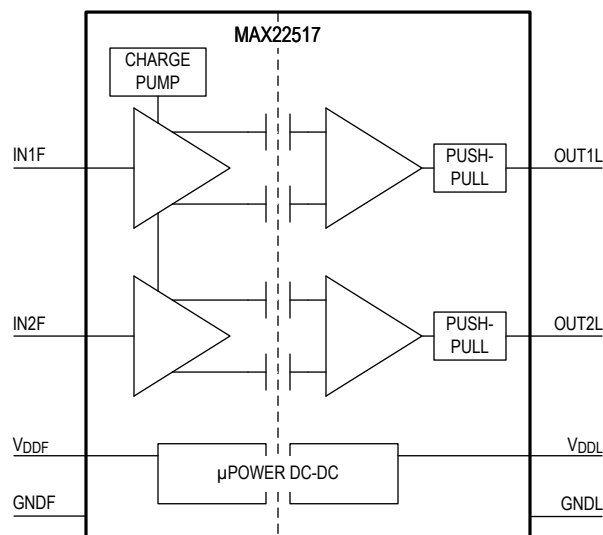 MAX22517
CHARGE
PUMP
IN1F
PUSH-
PULL
OUT1L
IN2F
PUSH-
PULL
OUT2L
VDDF
µPOWER DC-DC
VDDL
GNDF
GNDL